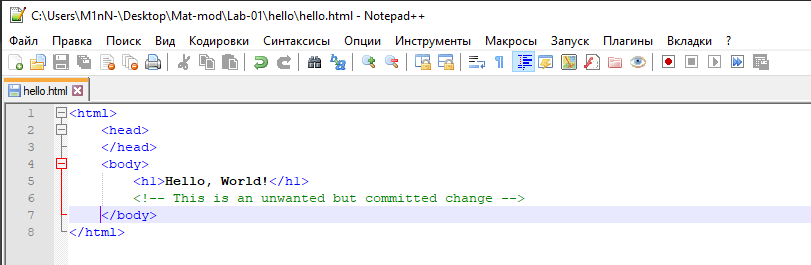 C:\Users\M1nN-\Desktop\Mat-mod\Lab-01\hello\hello.html - Notepad++
Файл Правка Поиск Вид Кодировки Синтаксисы Опции Инструменты Макросы Запуск Плагины Вкладки ?
hello.html
1 <html>
2 <head>
3 </head>
4 <body>
5 <h1>Hello, World!</h1>
6 <!-- This is an unwanted but committed change -->
7 </body>
8 </html>